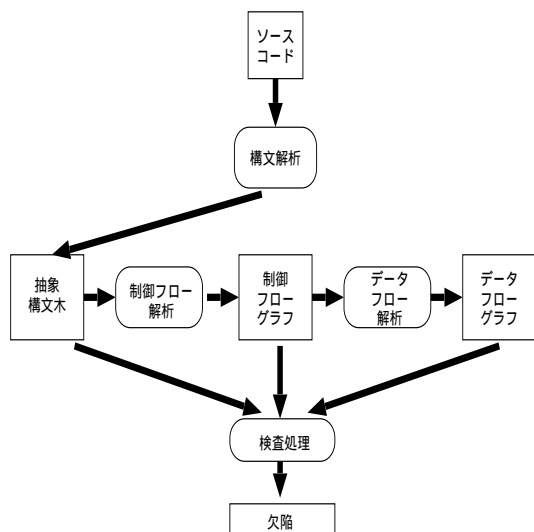 ソース
コード
構文解析
抽象
構文木
制御フロー
解析
制御
フロー
グラフ
データ
フロー
解析
データ
フロー
グラフ
検査処理
欠陥